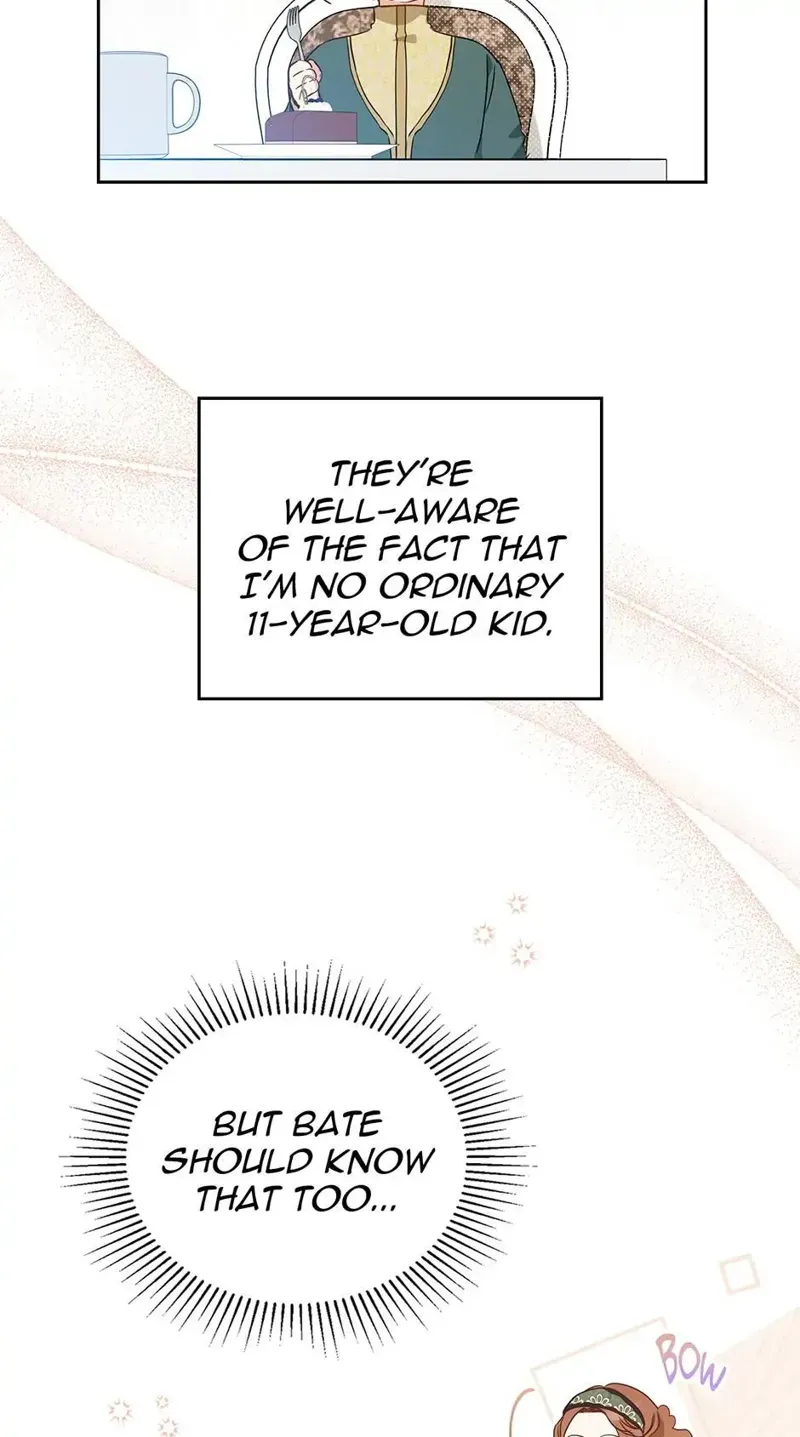 THEY'RE
WELL-AWARE
OF THE FACT THAT
I'M NO ORDINARY
11-YEAR-OLD KID.
BUT BATE
SHOULD KNOW
THAT TOO...
BOW